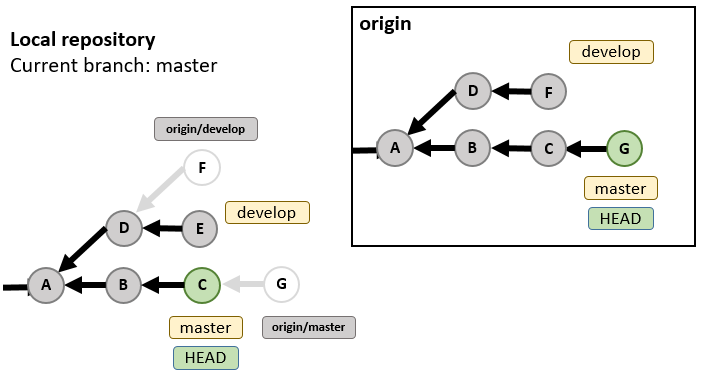 Local repository
Current branch: master
origin/develop
F
D
E
develop
A
B
C
G
master
origin/master
HEAD
origin
develop
D
F
A
B
C
G
master
HEAD